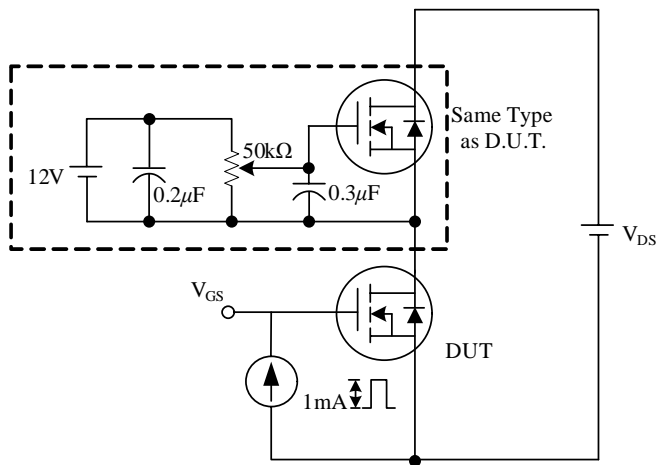 Same Type
as D.U.T.
50kΩ
12V
0.2μF
0.3μF
V_DS
V_GS
DUT
1mA